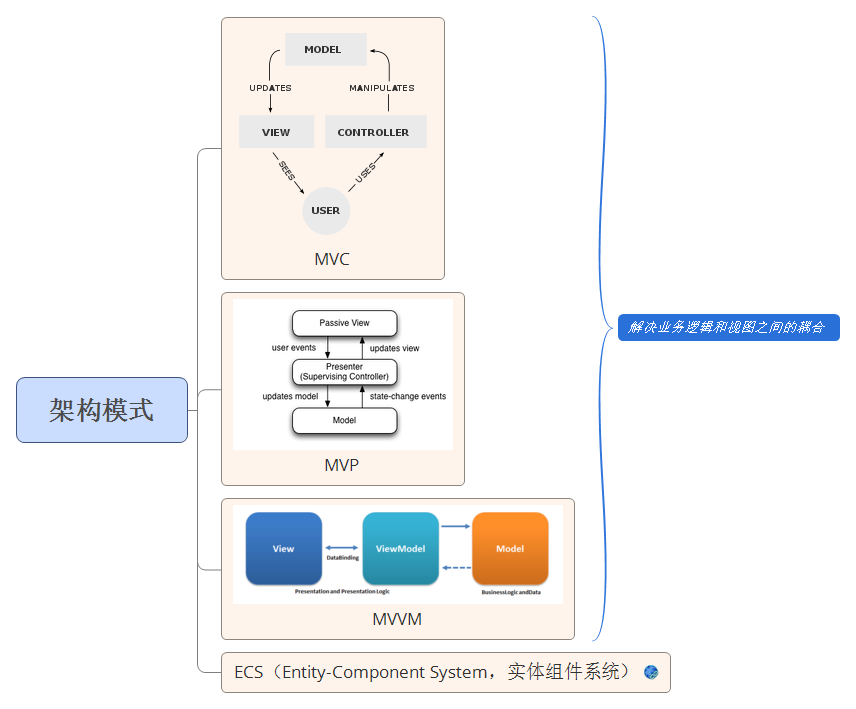 架构模式
MODEL
UPDATES
MANIPULATES
VIEW
CONTROLLER
SEES
USES
USER
MVC
Passive View
user events
updates view
Presenter
(Supervising Controller)
updates model
state-change events
Model
MVP
View
ViewModel
Model
DataBinding
Presentation and Presentation Logic
BusinessLogic andData
MVVM
ECS（Entity-Component System，实体组件系统）
解决业务逻辑和视图之间的耦合